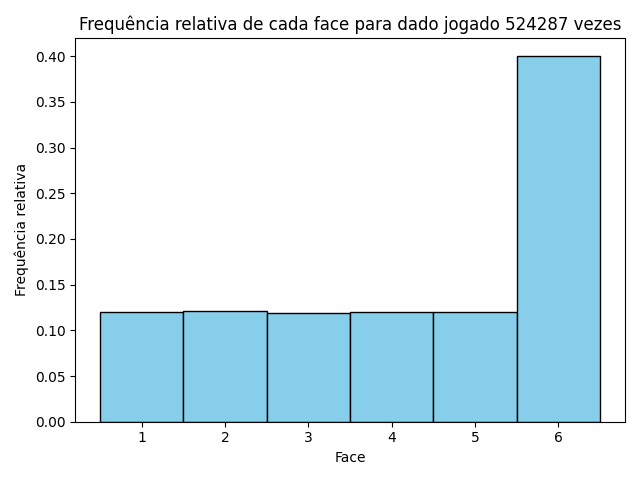 Frequência relativa de cada face para dado jogado 524287 vezes
0.40
0.35
0.30
0.25
0.20
0.15
0.10
0.05
0.00
Frequência relativa
1 2 3 4 5 6
Face